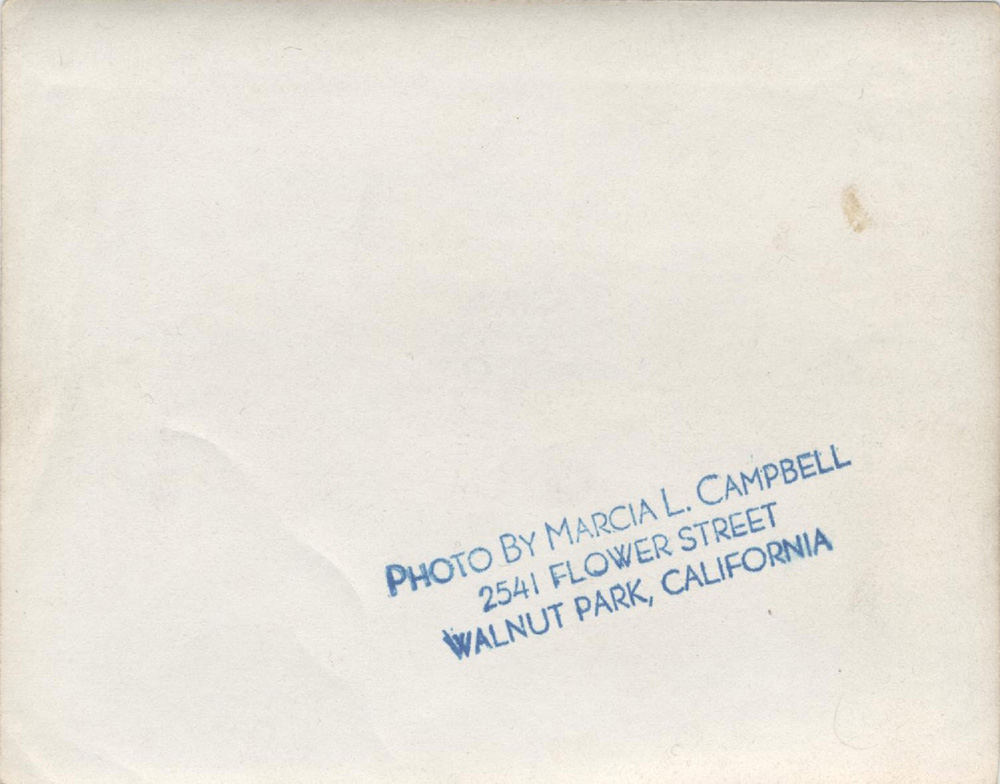 PHOTO BY MARCIA L. CAMPBELL
2541 FLOWER STREET
WALNUT PARK, CALIFORNIA